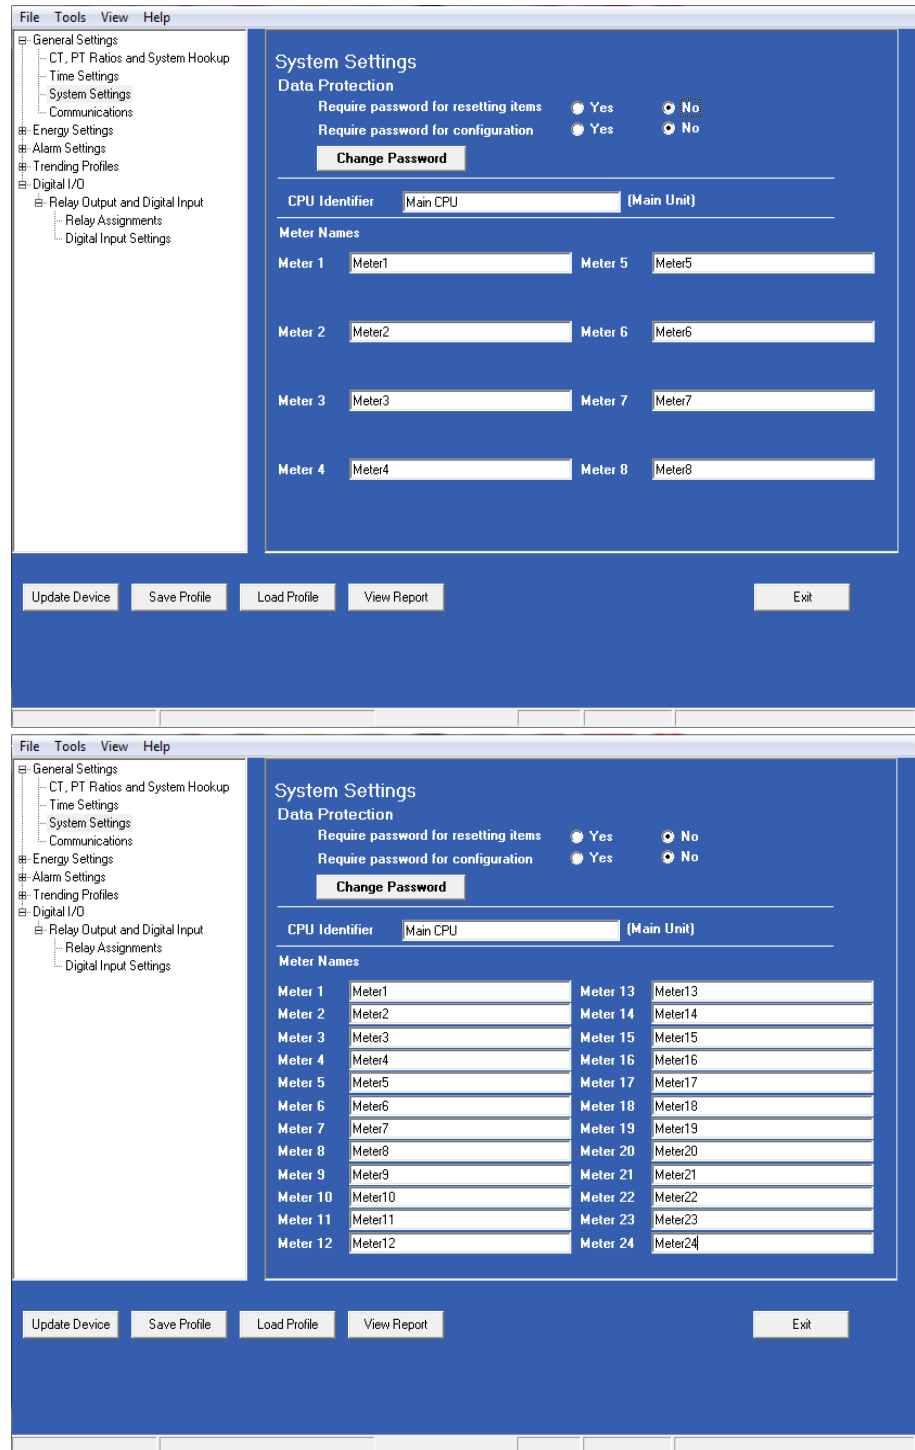 File Tools View Help
General Settings
CT, PT Ratios and System Hookup
Time Settings
System Settings
Communications
Energy Settings
Alarm Settings
Trending Profiles
Digital I/O
Relay Output and Digital Input
Relay Assignments
Digital Input Settings
System Settings
Data Protection
Require password for resetting items Yes No
Require password for configuration Yes No
Change Password
CPU Identifier Main CPU (Main Unit)
Meter Names
Meter 1 Meter1 Meter 5 Meter5
Meter 2 Meter2 Meter 6 Meter6
Meter 3 Meter3 Meter 7 Meter7
Meter 4 Meter4 Meter 8 Meter8
Update Device Save Profile Load Profile View Report Exit
File Tools View Help
General Settings
CT, PT Ratios and System Hookup
Time Settings
System Settings
Communications
Energy Settings
Alarm Settings
Trending Profiles
Digital I/O
Relay Output and Digital Input
Relay Assignments
Digital Input Settings
System Settings
Data Protection
Require password for resetting items Yes No
Require password for configuration Yes No
Change Password
CPU Identifier Main CPU (Main Unit)
Meter Names
Meter 1 Meter1 Meter 13 Meter13
Meter 2 Meter2 Meter 14 Meter14
Meter 3 Meter3 Meter 15 Meter15
Meter 4 Meter4 Meter 16 Meter16
Meter 5 Meter5 Meter 17 Meter17
Meter 6 Meter6 Meter 18 Meter18
Meter 7 Meter7 Meter 19 Meter19
Meter 8 Meter8 Meter 20 Meter20
Meter 9 Meter9 Meter 21 Meter21
Meter 10 Meter10 Meter 22 Meter22
Meter 11 Meter11 Meter 23 Meter23
Meter 12 Meter12 Meter 24 Meter24
Update Device Save Profile Load Profile View Report Exit